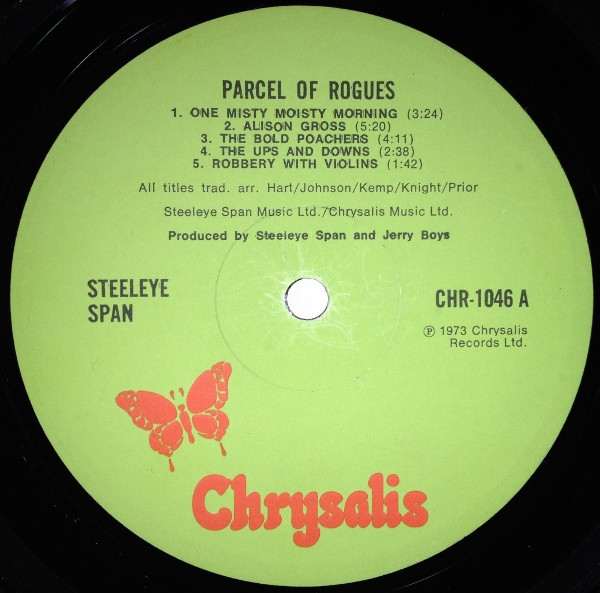 PARCEL OF ROGUES
1. ONE MISTY MOISTY MORNING (3:24)
2. ALISON GROSS (5:20)
3. THE BOLD POACHERS (4:11)
4. THE UPS AND DOWNS (2:38)
5. ROBBERY WITH VIOLINS (1:42)
All titles trad. arr. Hart/Johnson/Kemp/Knight/Prior
Steeleye Span Music Ltd./Chrysalis Music Ltd.
Produced by Steeleye Span and Jerry Boys
STEELEYE
SPAN
CHR-1046 A
℗ 1973 Chrysalis
Records Ltd.
Chrysalis